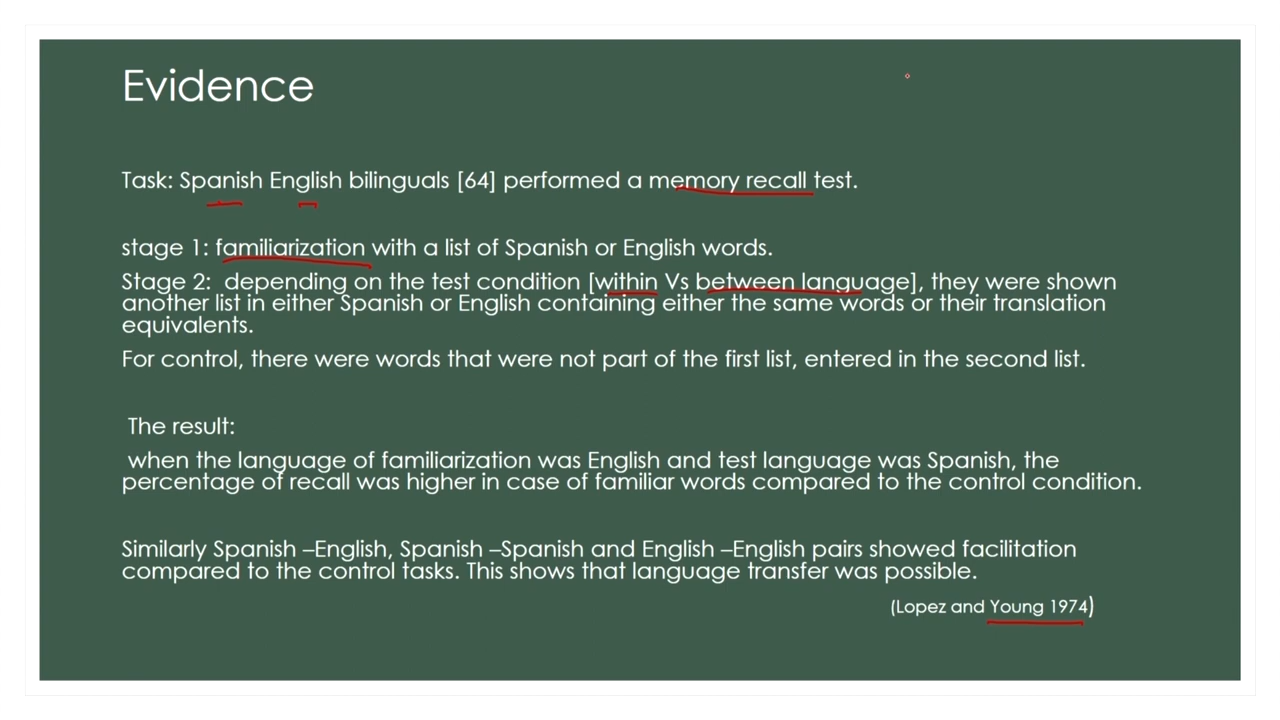 Evidence
Task: Spanish English bilinguals [64] performed a memory recall test.
stage 1: familiarization with a list of Spanish or English words.
Stage 2:  depending on the test condition [within Vs between language], they were shown
another list in either Spanish or English containing either the same words or their translation
equivalents.
For control, there were words that were not part of the first list, entered in the second list.
The result:
when the language of familiarization was English and test language was Spanish, the
percentage of recall was higher in case of familiar words compared to the control condition.
Similarly Spanish –English, Spanish –Spanish and English –English pairs showed facilitation
compared to the control tasks. This shows that language transfer was possible.
(Lopez and Young 1974)